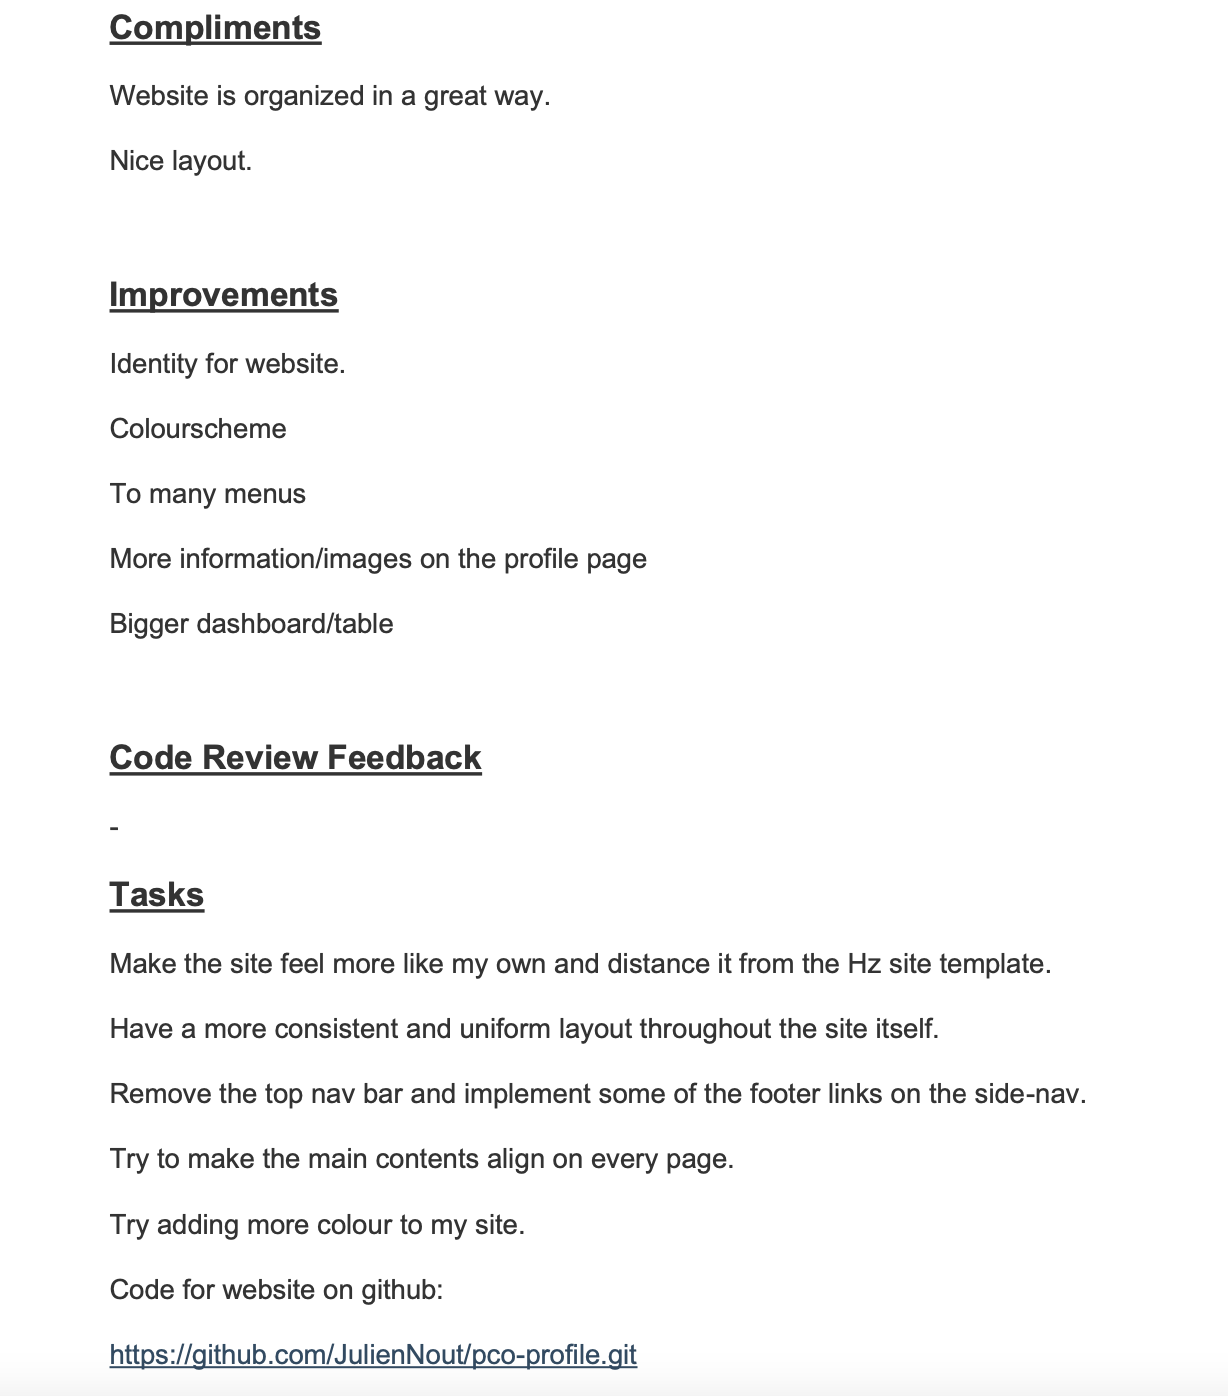 Compliments
Website is organized in a great way.
Nice layout.
Improvements
Identity for website.
Colourscheme
To many menus
More information/images on the profile page
Bigger dashboard/table
Code Review Feedback
-
Tasks
Make the site feel more like my own and distance it from the Hz site template.
Have a more consistent and uniform layout throughout the site itself.
Remove the top nav bar and implement some of the footer links on the side-nav.
Try to make the main contents align on every page.
Try adding more colour to my site.
Code for website on github:
https://github.com/JulienNout/pco-profile.git